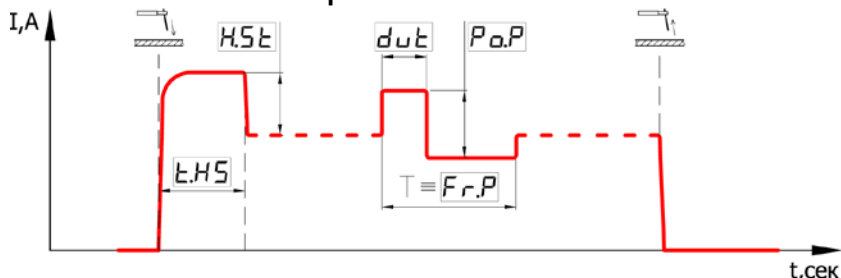 I,A
H.St
dut
Po.P
t.HS
T ≡ Fr.P
t,сек